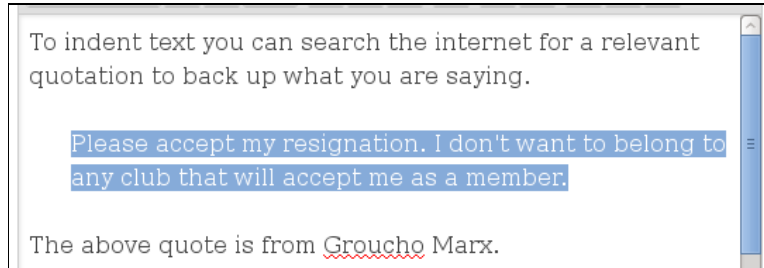 To indent text you can search the internet for a relevant
quotation to back up what you are saying.
Please accept my resignation. I don't want to belong to
any club that will accept me as a member.
The above quote is from Groucho Marx.